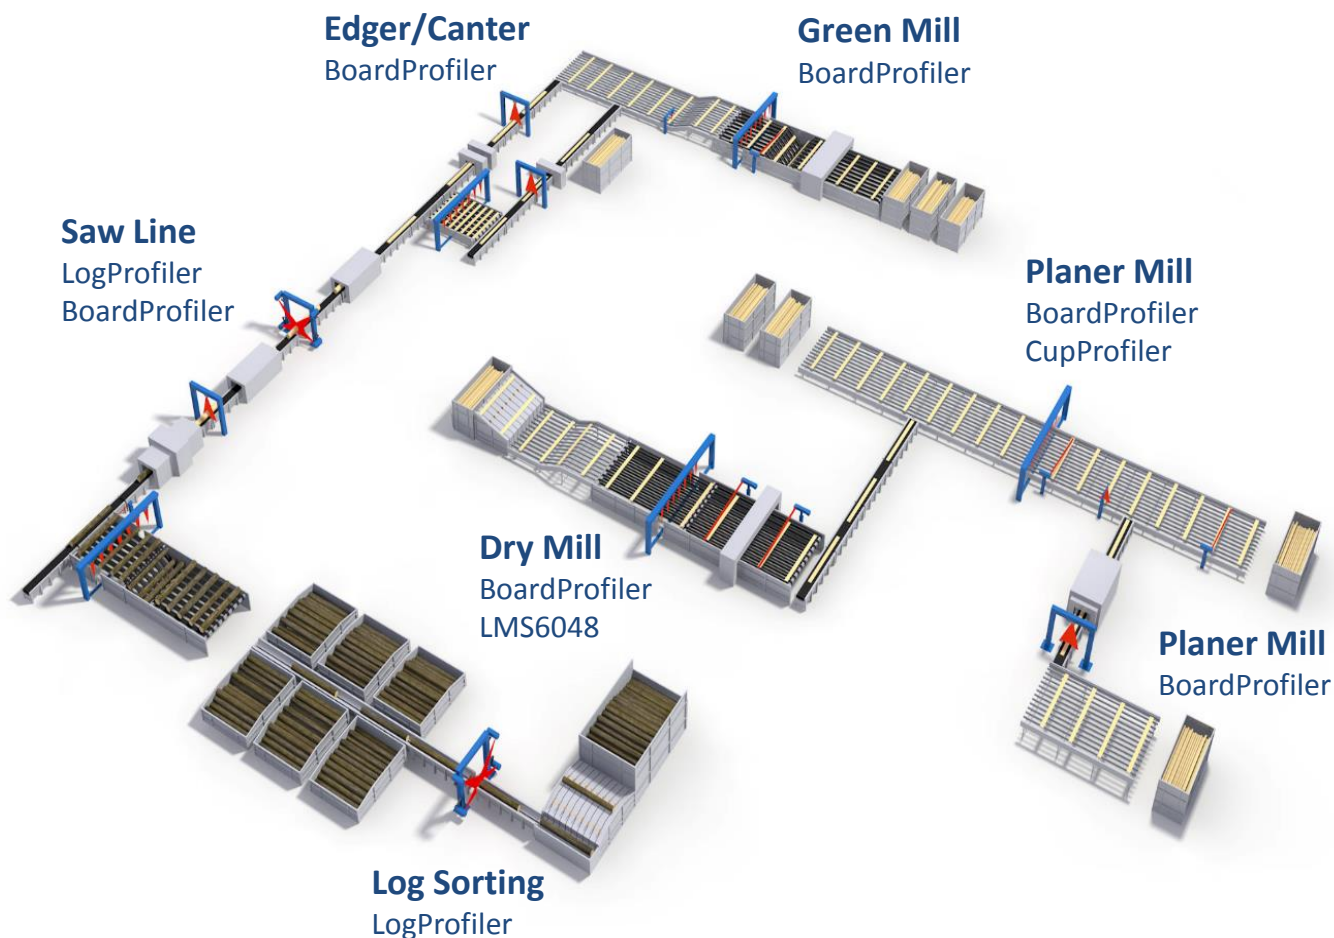 Edger/Canter
BoardProfiler
Green Mill
BoardProfiler
Saw Line
LogProfiler
BoardProfiler
Planer Mill
BoardProfiler
CupProfiler
Dry Mill
BoardProfiler
LMS6048
Planer Mill
BoardProfiler
Log Sorting
LogProfiler